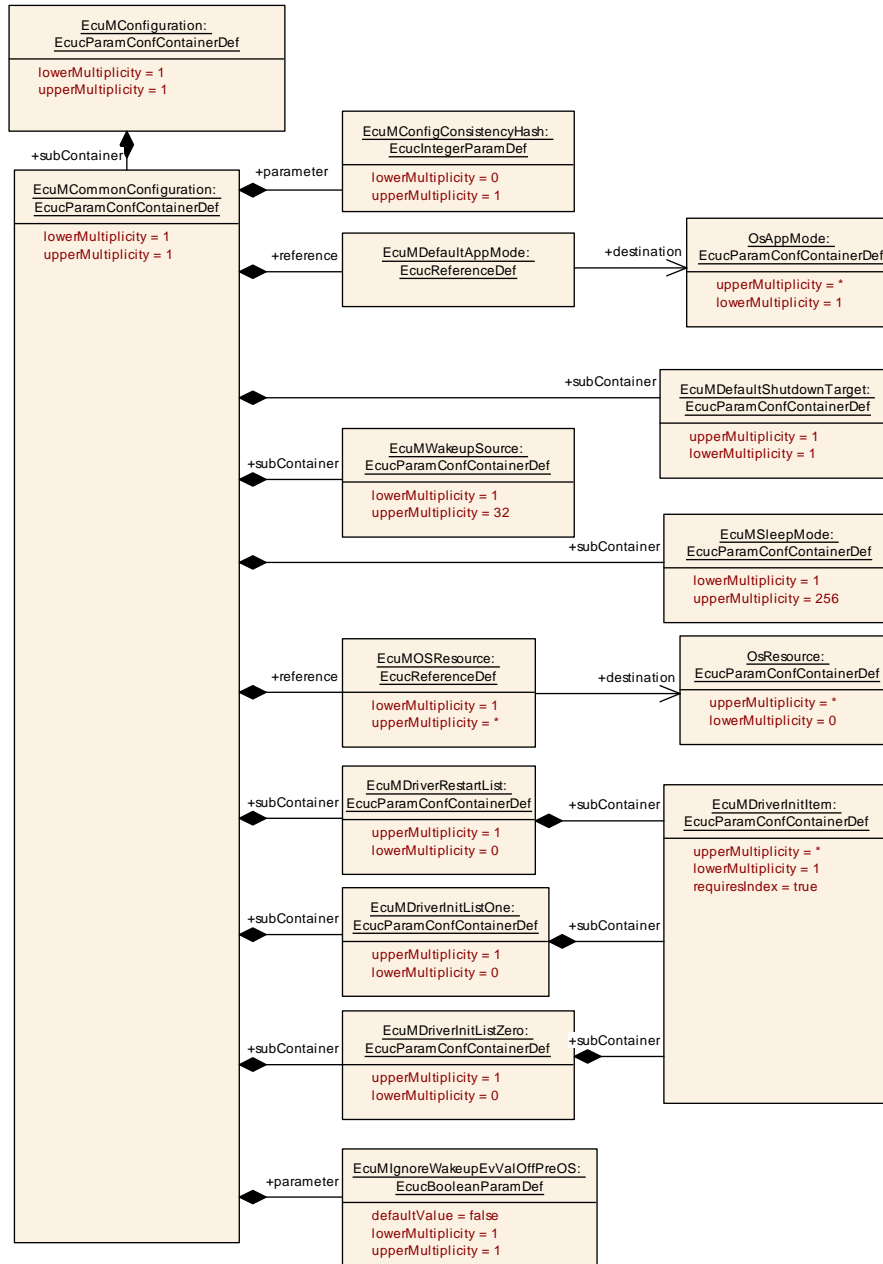 EcuMConfiguration:
EcucParamConfContainerDef
lowerMultiplicity = 1
upperMultiplicity = 1
+subContainer
EcuMCommonConfiguration:
EcucParamConfContainerDef
lowerMultiplicity = 1
upperMultiplicity = 1
+parameter
EcuMConfigConsistencyHash:
EcucIntegerParamDef
lowerMultiplicity = 0
upperMultiplicity = 1
+reference
EcuMDefaultAppMode:
EcucReferenceDef
+destination
OsAppMode:
EcucParamConfContainerDef
upperMultiplicity = *
lowerMultiplicity = 1
+subContainer
EcuMDefaultShutdownTarget:
EcucParamConfContainerDef
upperMultiplicity = 1
lowerMultiplicity = 1
+subContainer
EcuMWakeupSource:
EcucParamConfContainerDef
lowerMultiplicity = 1
upperMultiplicity = 32
+subContainer
EcuMSleepMode:
EcucParamConfContainerDef
lowerMultiplicity = 1
upperMultiplicity = 256
+reference
EcuMOSResource:
EcucReferenceDef
lowerMultiplicity = 1
upperMultiplicity = *
+destination
OsResource:
EcucParamConfContainerDef
upperMultiplicity = *
lowerMultiplicity = 0
+subContainer
EcuMDriverRestartList:
EcucParamConfContainerDef
upperMultiplicity = 1
lowerMultiplicity = 0
+subContainer
EcuMDriverInitItem:
EcucParamConfContainerDef
upperMultiplicity = *
lowerMultiplicity = 1
requiresIndex = true
+subContainer
EcuMDriverInitListOne:
EcucParamConfContainerDef
upperMultiplicity = 1
lowerMultiplicity = 0
+subContainer
+subContainer
EcuMDriverInitListZero:
EcucParamConfContainerDef
upperMultiplicity = 1
lowerMultiplicity = 0
+subContainer
+parameter
EcuMIgnoreWakeupEvValOffPreOS:
EcucBooleanParamDef
defaultValue = false
lowerMultiplicity = 1
upperMultiplicity = 1